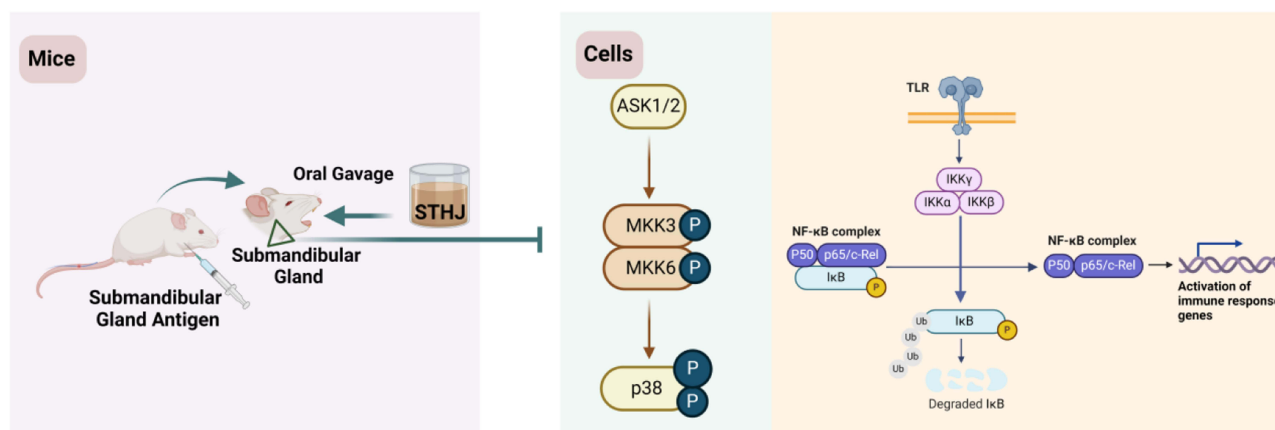 Mice
Oral Gavage
STHJ
Submandibular
Gland
Submandibular
Gland Antigen
Cells
ASK1/2
MKK3
P
MKK6
P
p38
P
P
TLR
IKKγ
IKKα
IKKβ
NF-κB complex
P50
p65/c-Rel
IκB
P
NF-κB complex
P50
p65/c-Rel
Activation of
immune response
genes
Ub
IκB
P
Ub
Ub
Ub
Degraded IκB